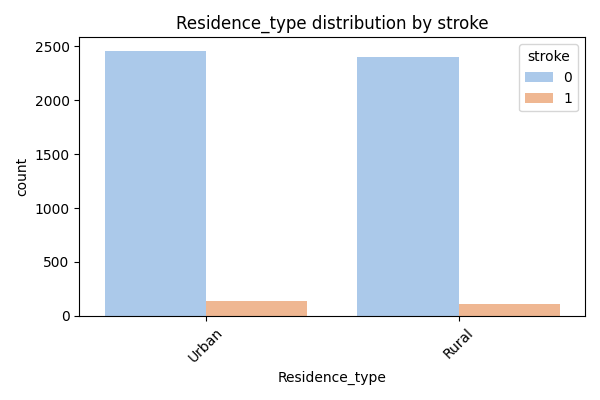 Residence_type distribution by stroke
stroke
0
1
2500
2000
1500
1000
500
0
count
Urban
Rural
Residence_type